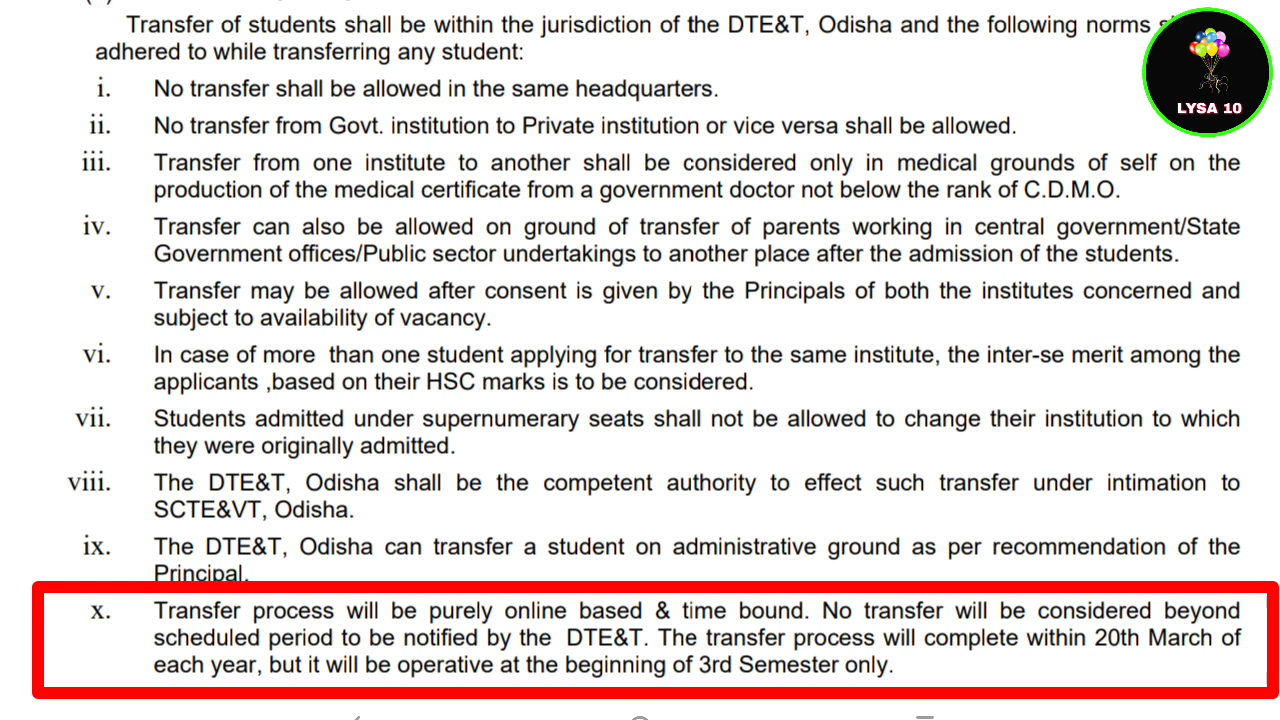 Transfer of students shall be within the jurisdiction of the DTE&T, Odisha and the following norms
adhered to while transferring any student:
i. No transfer shall be allowed in the same headquarters.
ii. No transfer from Govt. institution to Private institution or vice versa shall be allowed.
iii. Transfer from one institute to another shall be considered only in medical grounds of self on the
production of the medical certificate from a government doctor not below the rank of C.D.M.O.
iv. Transfer can also be allowed on ground of transfer of parents working in central government/State
Government offices/Public sector undertakings to another place after the admission of the students.
v. Transfer may be allowed after consent is given by the Principals of both the institutes concerned and
subject to availability of vacancy.
vi. In case of more than one student applying for transfer to the same institute, the inter-se merit among the
applicants ,based on their HSC marks is to be considered.
vii. Students admitted under supernumerary seats shall not be allowed to change their institution to which
they were originally admitted.
viii. The DTE&T, Odisha shall be the competent authority to effect such transfer under intimation to
SCTE&VT, Odisha.
ix. The DTE&T, Odisha can transfer a student on administrative ground as per recommendation of the
Principal.
x. Transfer process will be purely online based & time bound. No transfer will be considered beyond
scheduled period to be notified by the DTE&T. The transfer process will complete within 20th March of
each year, but it will be operative at the beginning of 3rd Semester only.
LYSA 10